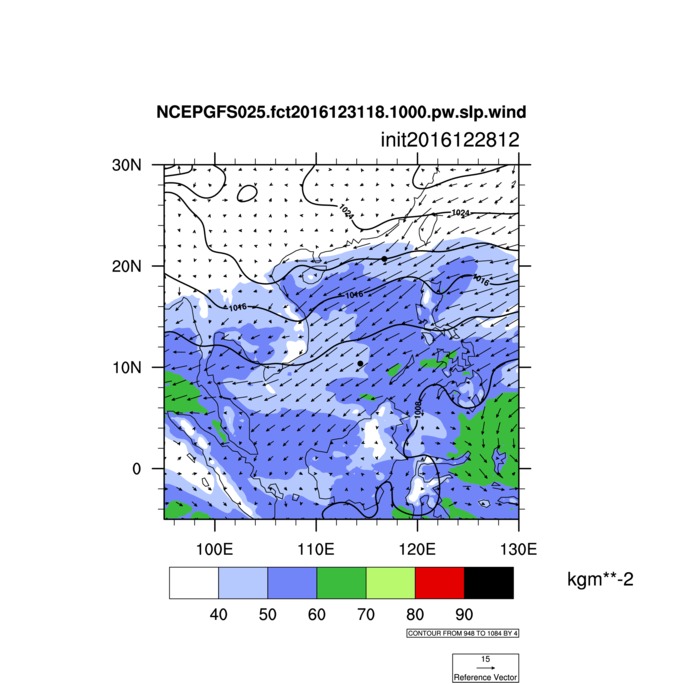 NCEPGFS025.fct2016123118.1000.pw.slp.wind
init2016122812
30N
20N
10N
0
1024
1024
1016
1016
1016
1008
100E 110E 120E 130E
kgm**-2
40 50 60 70 80 90
CONTOUR FROM 948 TO 1084 BY 4
15
Reference Vector